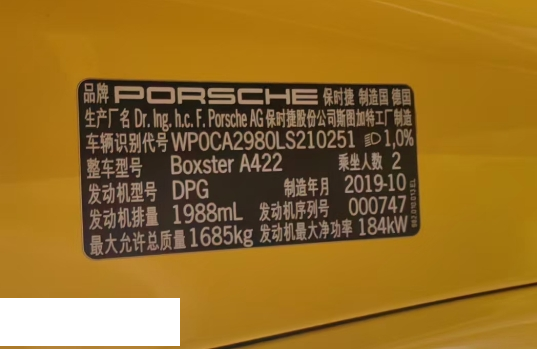 品牌 PORSCHE 保时捷 制造国 德国
生产厂名 Dr. Ing. h.c. F. Porsche AG 保时捷股份公司斯图加特工厂制造
车辆识别代号 WP0CA2980LS210251 1,0%
整车型号 Boxster A422 乘坐人数 2
发动机型号 DPG 制造年月 2019-10
发动机排量 1988mL 发动机序列号 000747
最大允许总质量 1685kg 发动机最大净功率 184kW